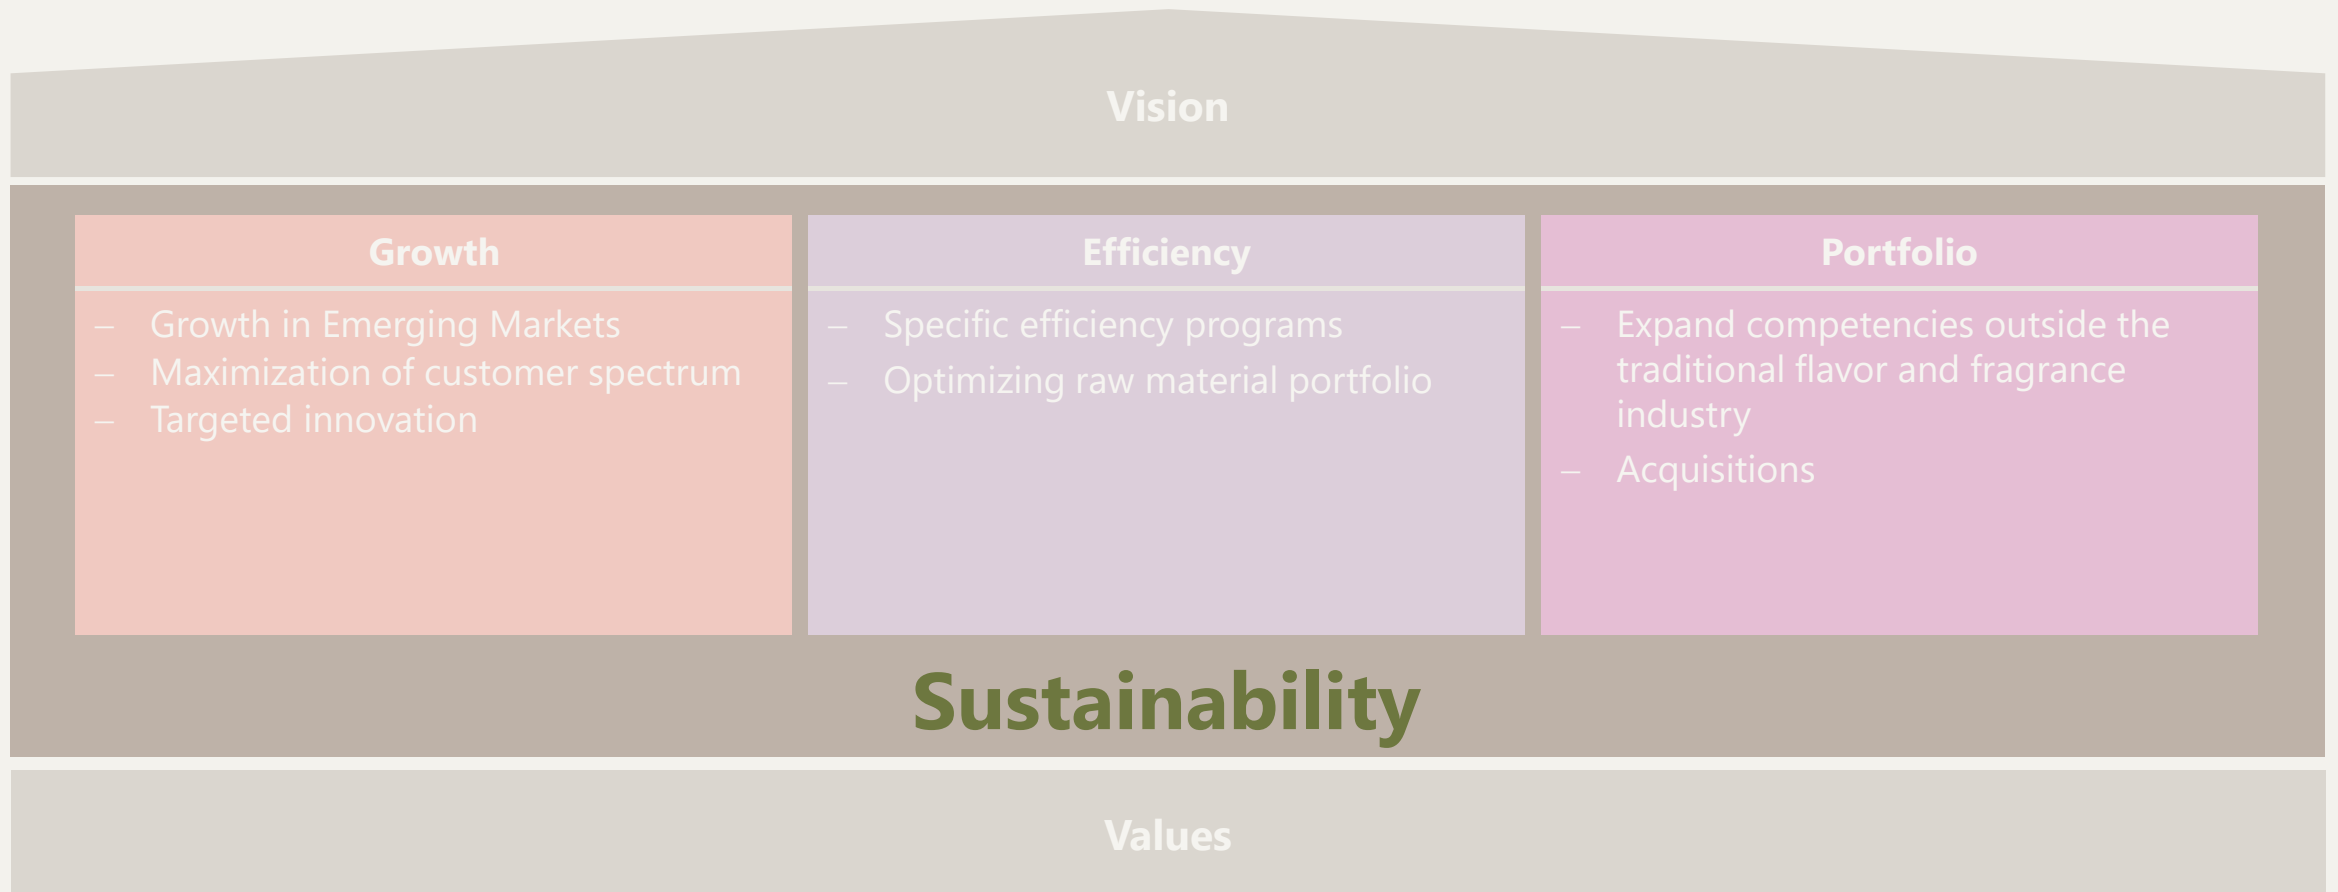 Vision
Growth
– Growth in Emerging Markets
– Maximization of customer spectrum
– Targeted innovation
Efficiency
– Specific efficiency programs
– Optimizing raw material portfolio
Portfolio
– Expand competencies outside the
traditional flavor and fragrance
industry
– Acquisitions
Sustainability
Values